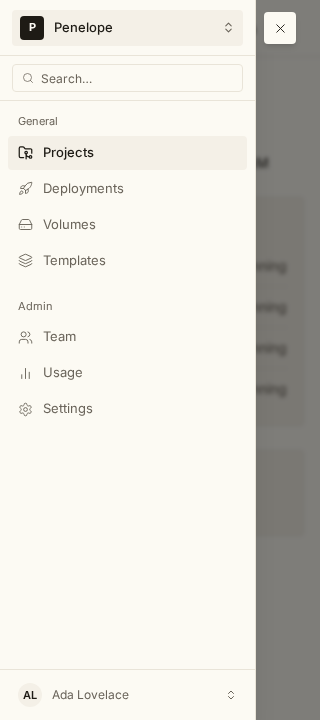 P Penelope
Search...
General
Projects
Deployments
Volumes
Templates
Admin
Team
Usage
Settings
AL Ada Lovelace